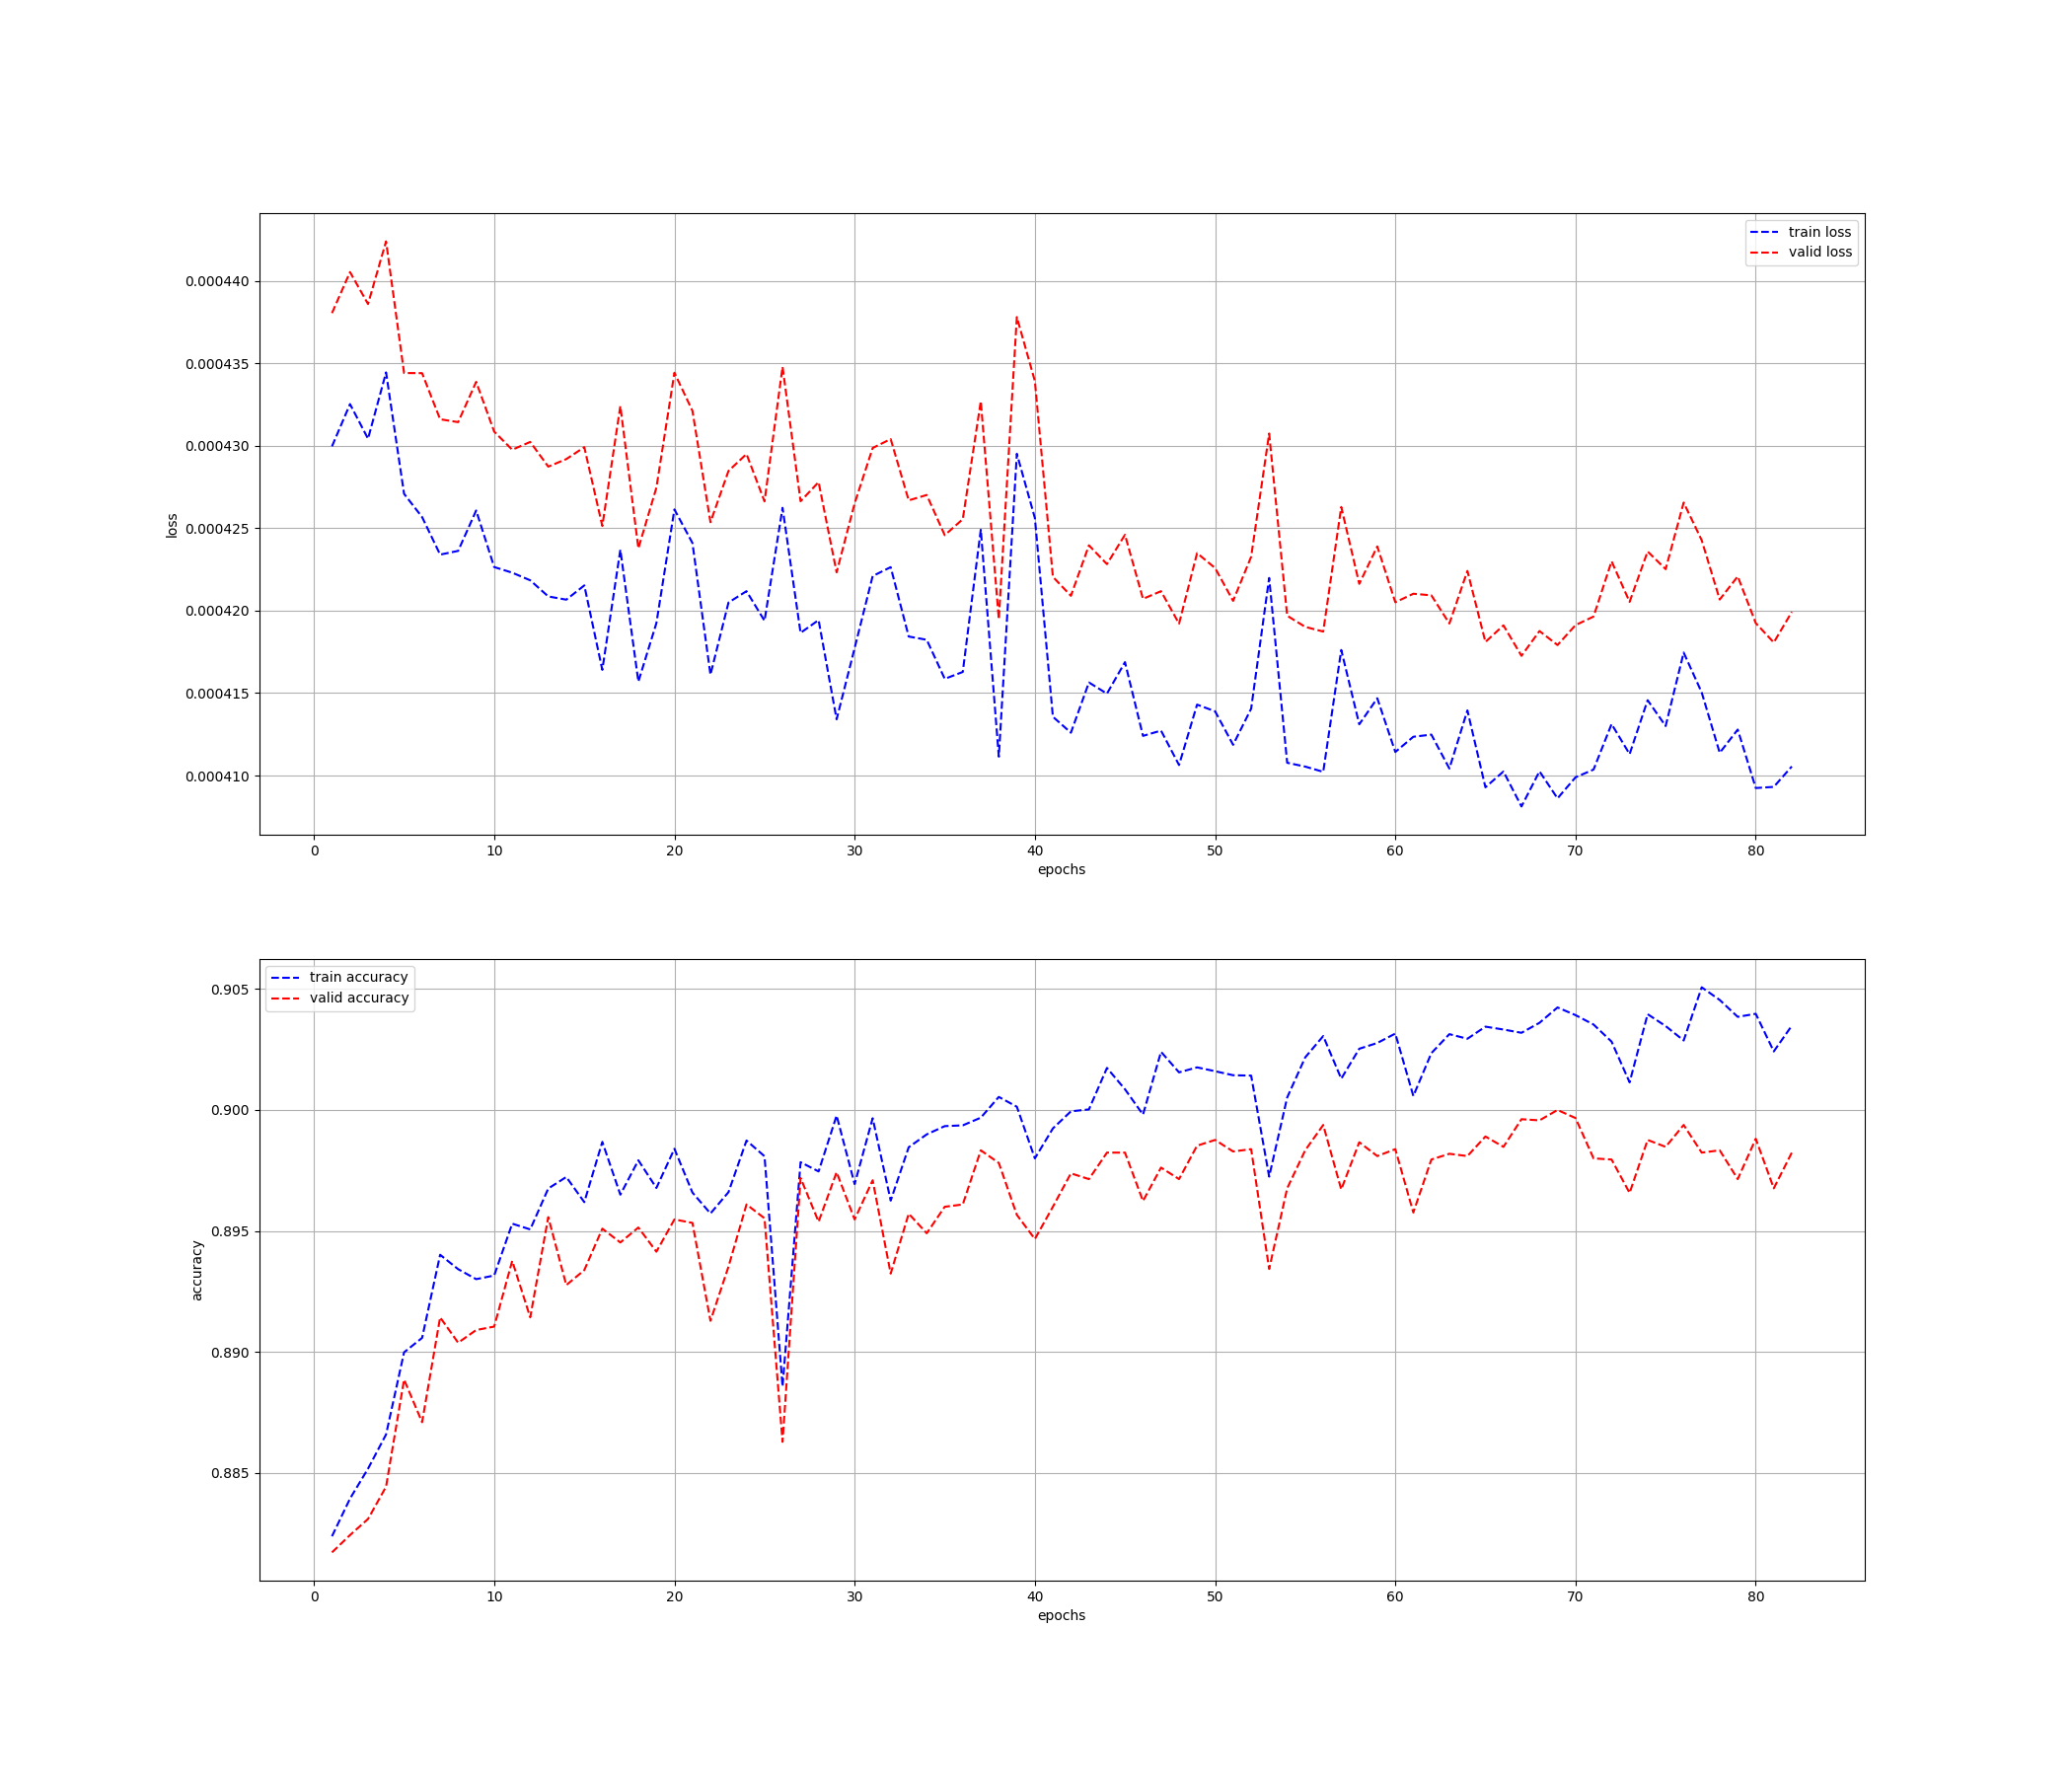 train loss
valid loss
0.000440
0.000435
0.000430
0.000425
0.000420
0.000415
0.000410
loss
0 10 20 30 40 50 60 70 80
epochs
train accuracy
valid accuracy
0.905
0.900
0.895
0.890
0.885
accuracy
0 10 20 30 40 50 60 70 80
epochs